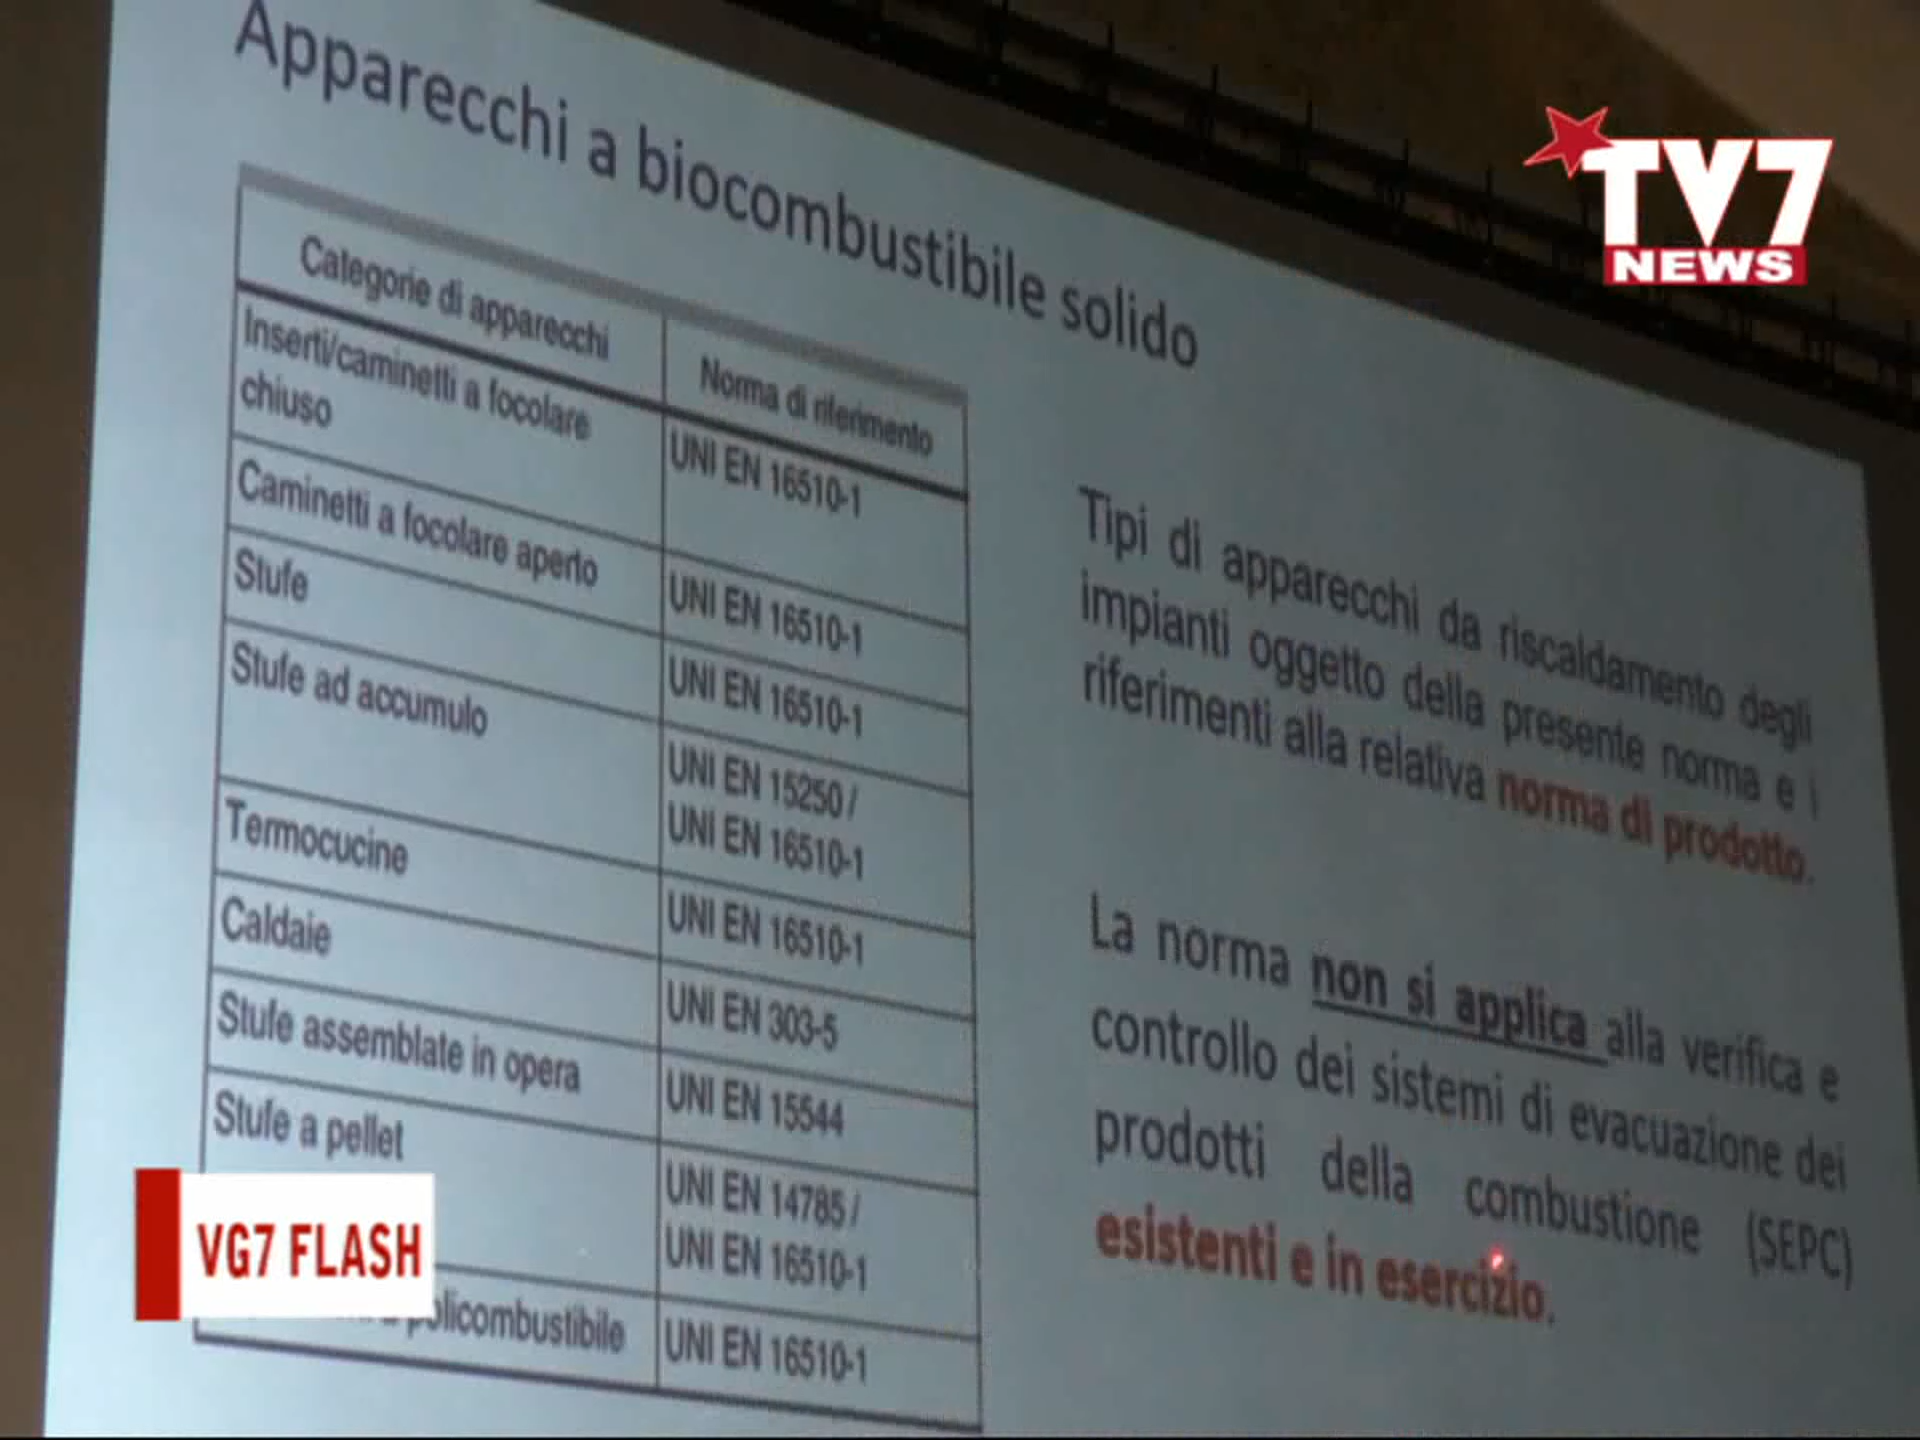 Apparecchi a biocombustibile solido
Categorie di apparecchi
Norma di riferimento
Inserti/caminetti a focolare
chiuso
UNI EN 16510-1
Caminetti a focolare aperto
UNI EN 16510-1
Stufe
UNI EN 16510-1
Stufe ad accumulo
UNI EN 15250 /
UNI EN 16510-1
Termocucine
UNI EN 16510-1
Caldaie
UNI EN 303-5
Stufe assemblate in opera
UNI EN 15544
Stufe a pellet
UNI EN 14785 /
UNI EN 16510-1
policombustibile
UNI EN 16510-1
Tipi di apparecchi da riscaldamento degli
impianti oggetto della presente norma e i
riferimenti alla relativa norma di prodotto.
La norma non si applica alla verifica e
controllo dei sistemi di evacuazione dei
prodotti della combustione (SEPC)
esistenti e in esercizio.
TV7
NEWS
VG7 FLASH